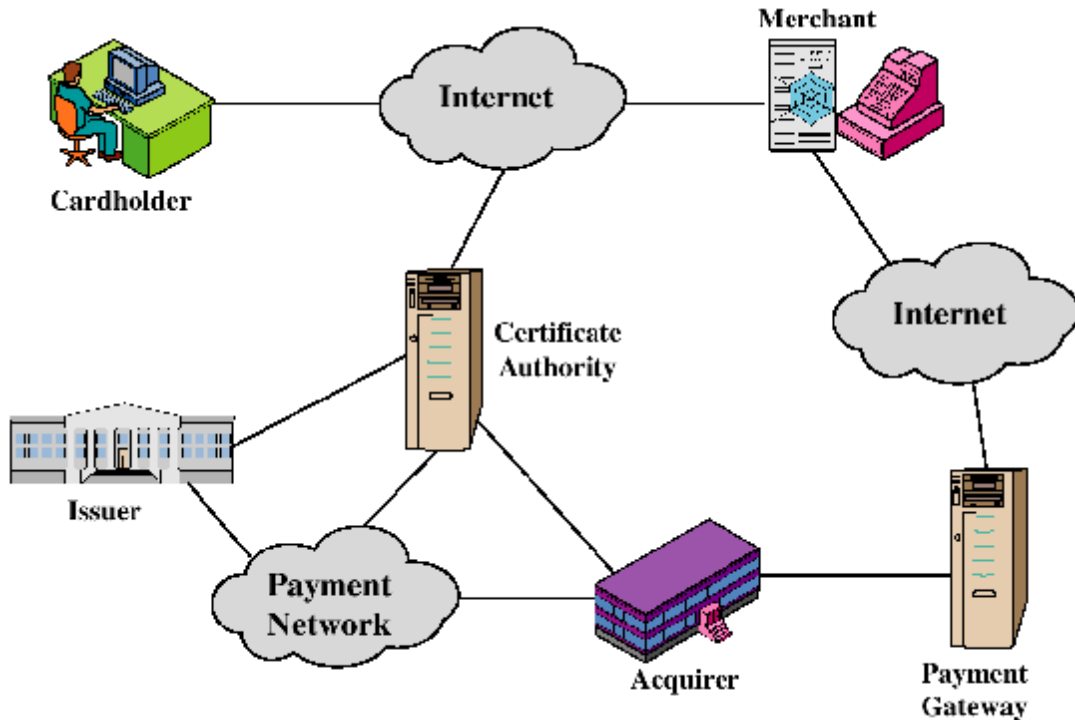 Merchant
Internet
Cardholder
Internet
Certificate
Authority
Issuer
Payment
Network
Acquirer
Payment
Gateway